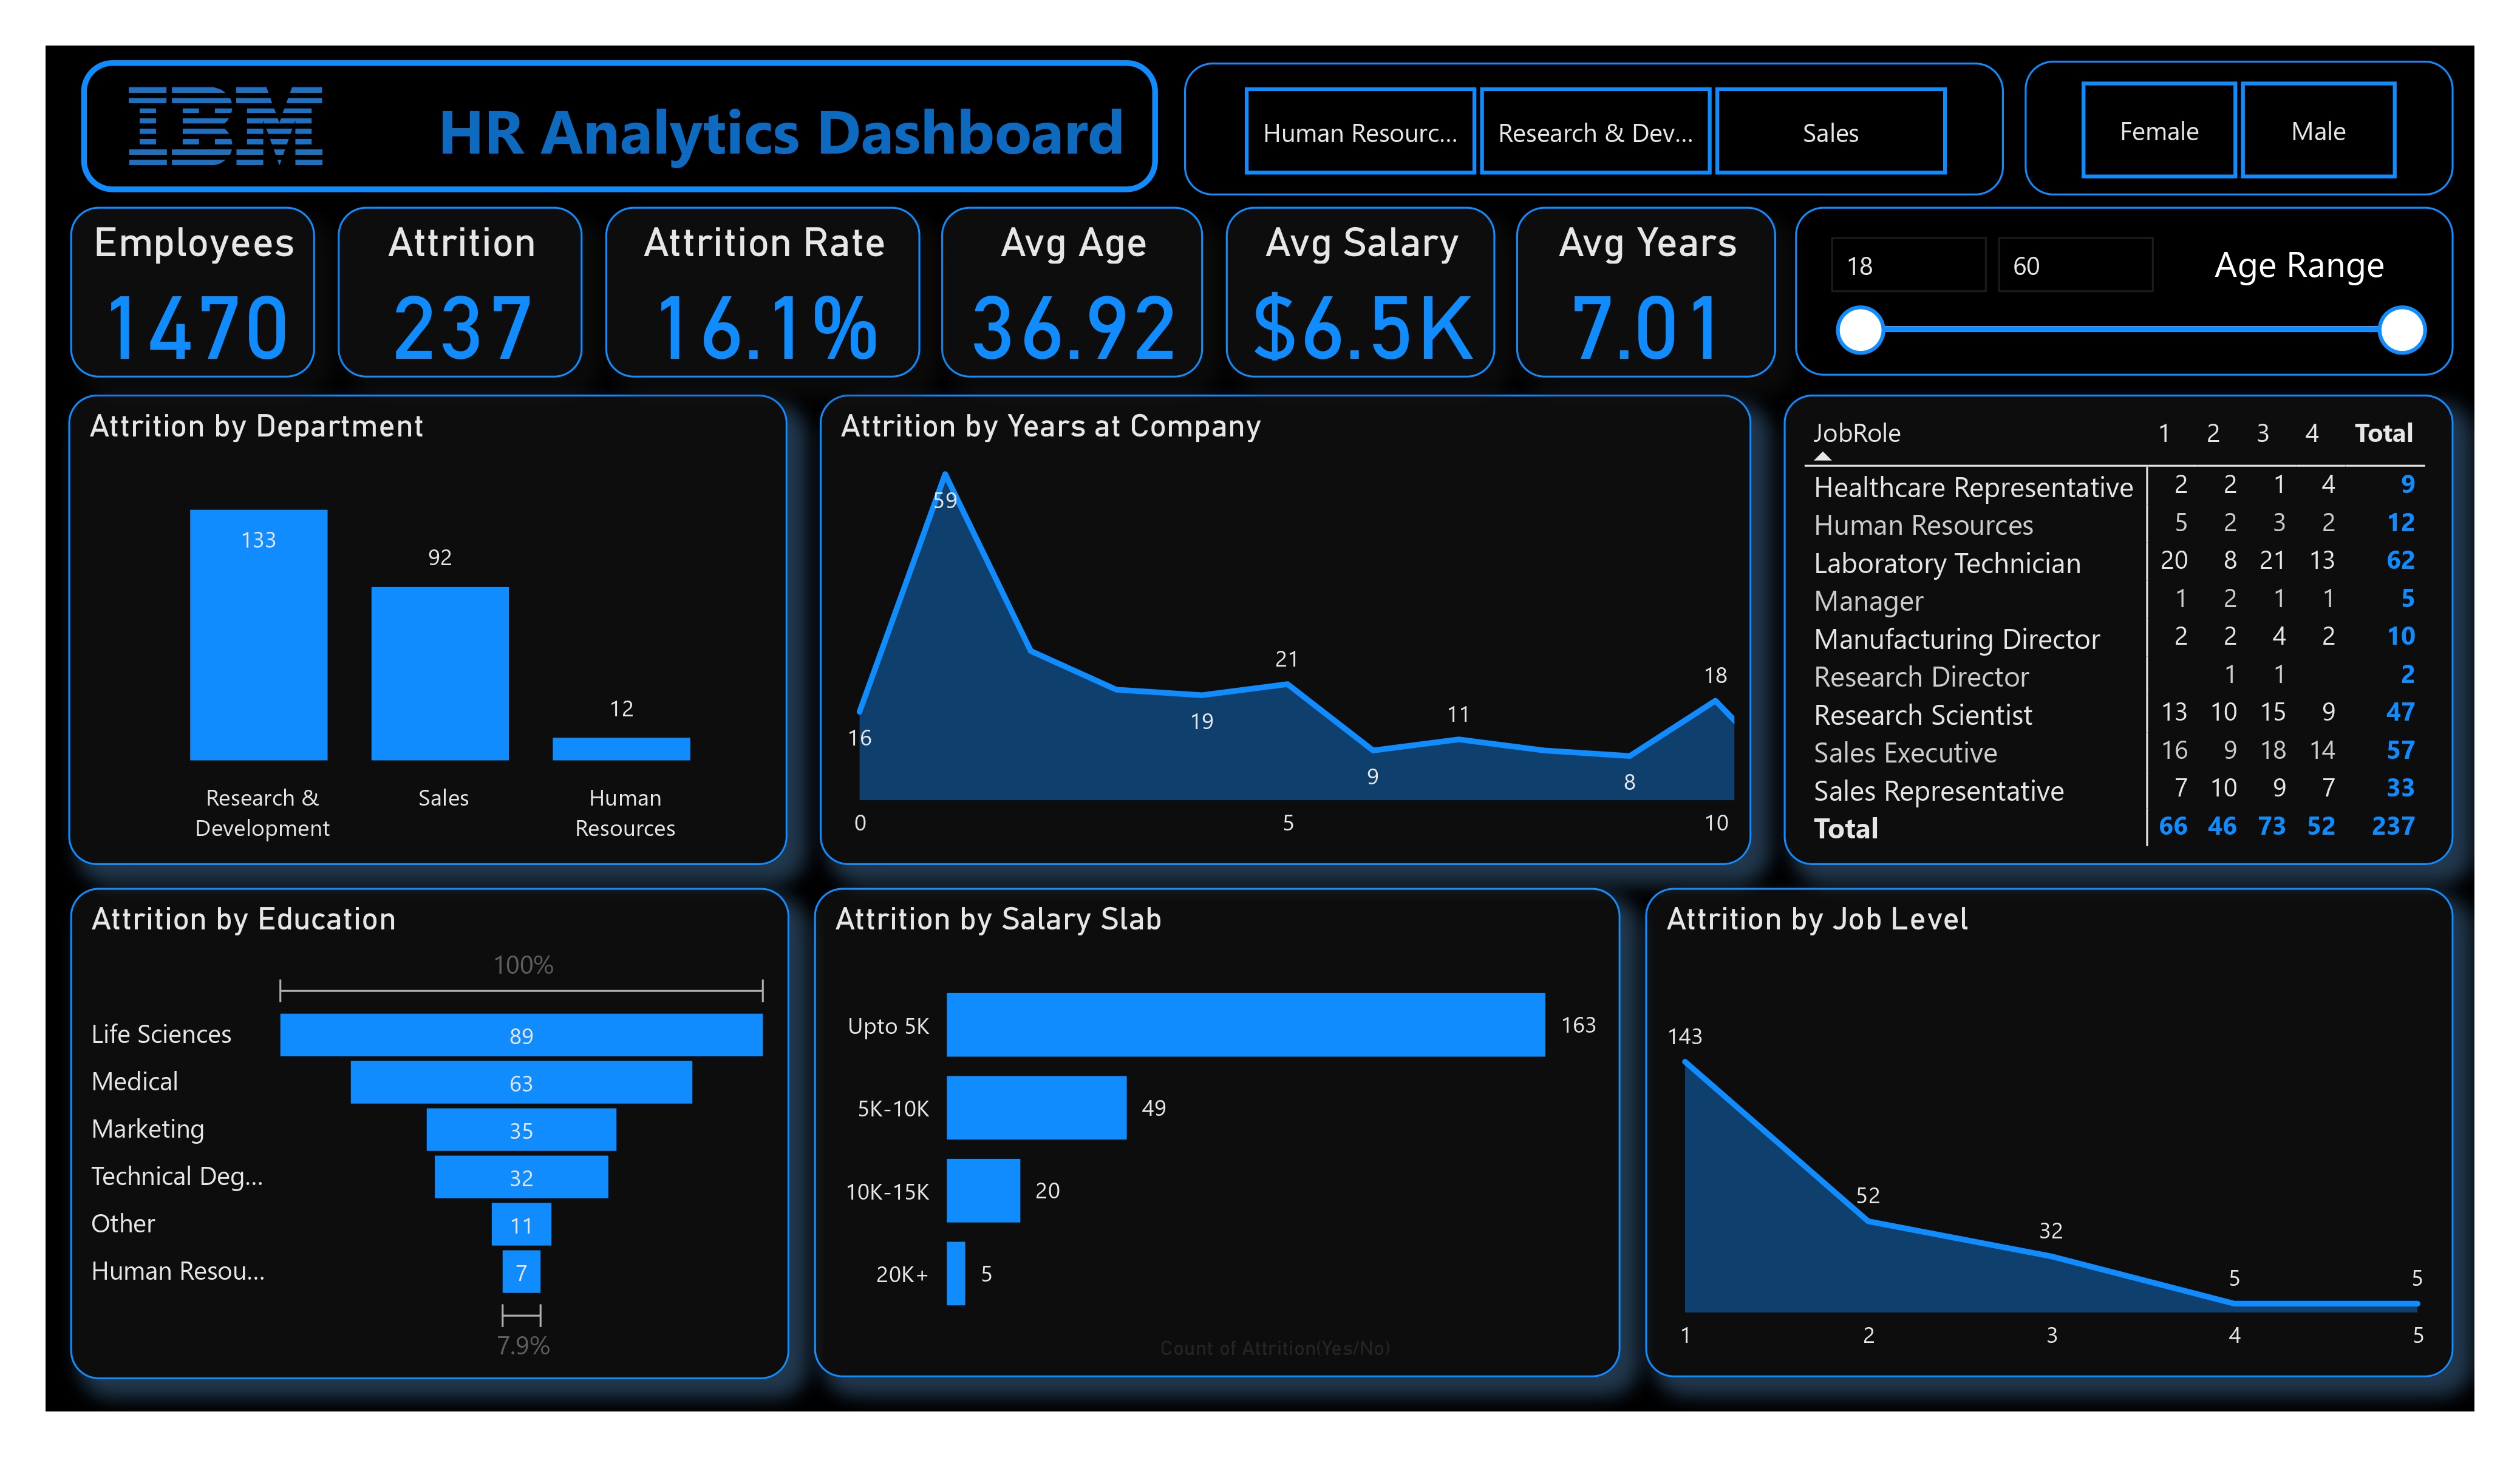 IBM
HR Analytics Dashboard
Human Resourc...
Research & Dev...
Sales
Female
Male
Employees
1470
Attrition
237
Attrition Rate
16.1%
Avg Age
36.92
Avg Salary
$6.5K
Avg Years
7.01
18
60
Age Range
Attrition by Department
133
92
12
Research &
Development
Sales
Human
Resources
Attrition by Years at Company
59
16
19
21
9
11
8
18
0
5
10
JobRole 1 2 3 4 Total
Healthcare Representative 2 2 1 4 9
Human Resources 5 2 3 2 12
Laboratory Technician 20 8 21 13 62
Manager 1 2 1 1 5
Manufacturing Director 2 2 4 2 10
Research Director 1 1 2
Research Scientist 13 10 15 9 47
Sales Executive 16 9 18 14 57
Sales Representative 7 10 9 7 33
Total 66 46 73 52 237
Attrition by Education
100%
Life Sciences 89
Medical 63
Marketing 35
Technical Deg... 32
Other 11
Human Resou... 7
7.9%
Attrition by Salary Slab
Upto 5K 163
5K-10K 49
10K-15K 20
20K+ 5
Count of Attrition(Yes/No)
Attrition by Job Level
143
52
32
5
5
1
2
3
4
5